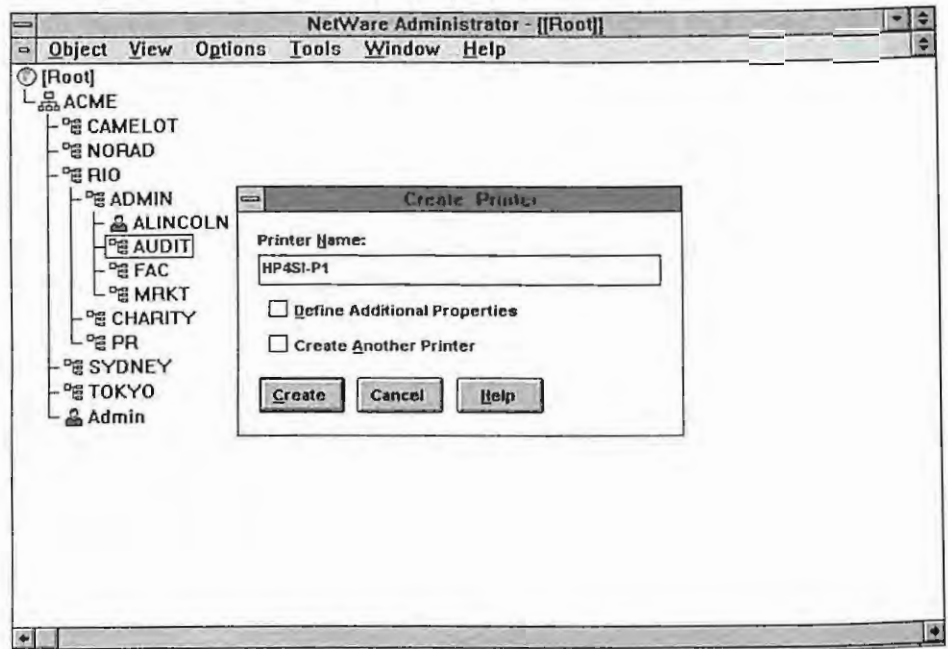 NetWare Administrator - [[Root]]
Object View Options Tools Window Help
[Root]
ACME
CAMELOT
NORAD
RIO
ADMIN
ALINCOLN
AUDIT
FAC
MRKT
CHARITY
PR
SYDNEY
TOKYO
Admin
Create Printer
Printer Name:
HP4SI-P1
Define Additional Properties
Create Another Printer
Create Cancel Help